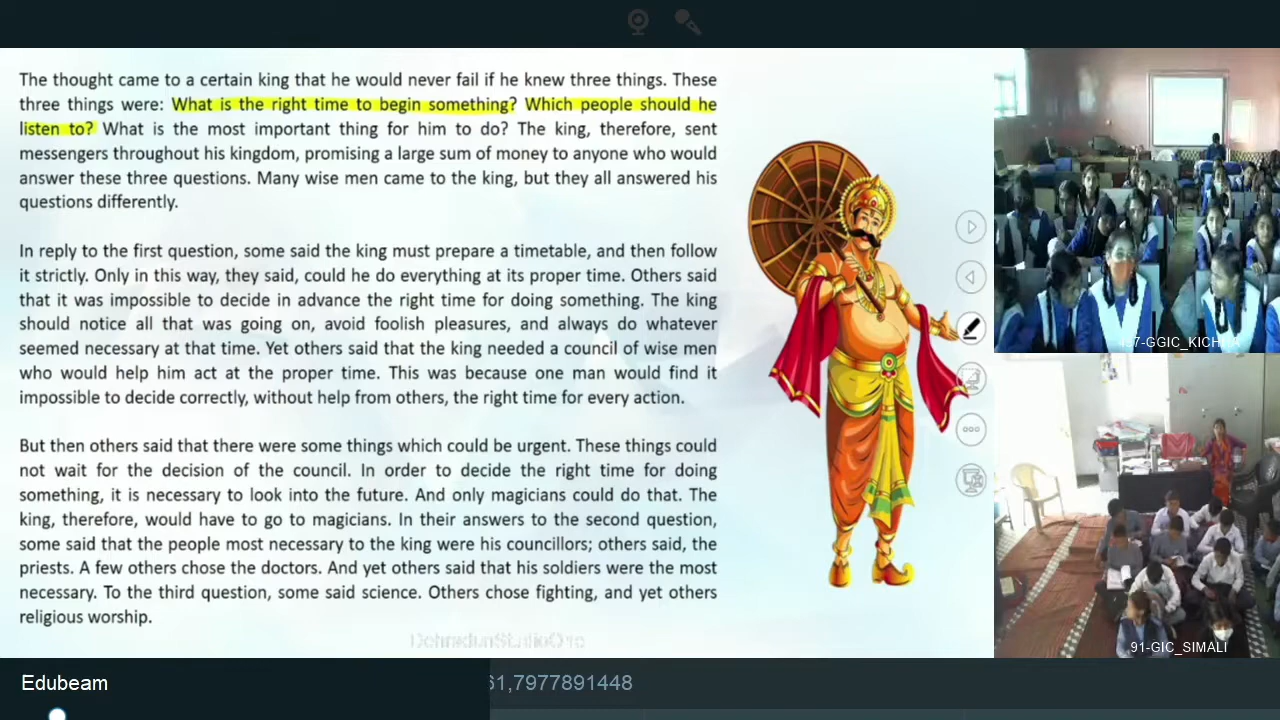 The thought came to a certain king that he would never fail if he knew three things. These
three things were: What is the right time to begin something? Which people should he
listen to? What is the most important thing for him to do? The king, therefore, sent
messengers throughout his kingdom, promising a large sum of money to anyone who would
answer these three questions. Many wise men came to the king, but they all answered his
questions differently.
In reply to the first question, some said the king must prepare a timetable, and then follow
it strictly. Only in this way, they said, could he do everything at its proper time. Others said
that it was impossible to decide in advance the right time for doing something. The king
should notice all that was going on, avoid foolish pleasures, and always do whatever
seemed necessary at that time. Yet others said that the king needed a council of wise men
who would help him act at the proper time. This was because one man would find it
impossible to decide correctly, without help from others, the right time for every action.
But then others said that there were some things which could be urgent. These things could
not wait for the decision of the council. In order to decide the right time for doing
something, it is necessary to look into the future. And only magicians could do that. The
king, therefore, would have to go to magicians. In their answers to the second question,
some said that the people most necessary to the king were his councillors; others said, the
priests. A few others chose the doctors. And yet others said that his soldiers were the most
necessary. To the third question, some said science. Others chose fighting, and yet others
religious worship.
91-GIC_SIMALI
Edubeam
61,7977891448